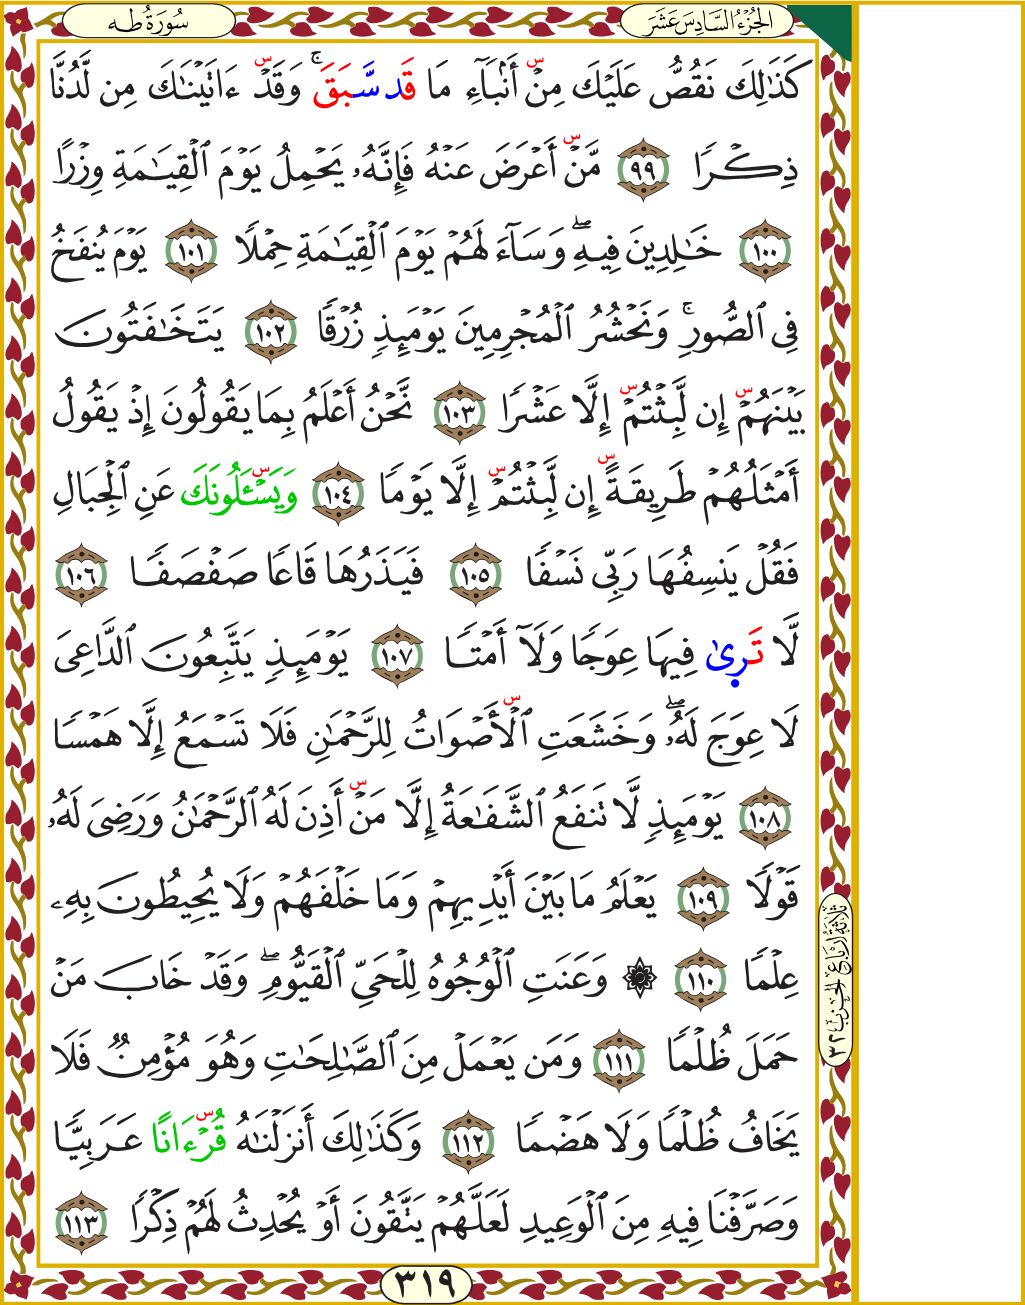 سُورَةُ طه
الجُزْءُ السَّادِسَ عَشَرَ
كَذَٰلِكَ نَقُصُّ عَلَيْكَ مِنْ أَنۢبَآءِ مَا قَد سَّبَقَ ۚ وَقَدْ ءَاتَيْنَٰكَ مِن لَّدُنَّا
ذِكْرًا ٩٩ مَّنْ أَعْرَضَ عَنْهُ فَإِنَّهُۥ يَحْمِلُ يَوْمَ ٱلْقِيَٰمَةِ وِزْرًا
١٠٠ خَٰلِدِينَ فِيهِ ۖ وَسَآءَ لَهُمْ يَوْمَ ٱلْقِيَٰمَةِ حِمْلًا ١٠١ يَوْمَ يُنفَخُ
فِى ٱلصُّورِ ۚ وَنَحْشُرُ ٱلْمُجْرِمِينَ يَوْمَئِذٍ زُرْقًا ١٠٢ يَتَخَٰفَتُونَ
بَيْنَهُمْ إِن لَّبِثْتُمْ إِلَّا عَشْرًا ١٠٣ نَّحْنُ أَعْلَمُ بِمَا يَقُولُونَ إِذْ يَقُولُ
أَمْثَلُهُمْ طَرِيقَةً إِن لَّبِثْتُمْ إِلَّا يَوْمًا ١٠٤ وَيَسْـَٔلُونَكَ عَنِ ٱلْجِبَالِ
فَقُلْ يَنسِفُهَا رَبِّى نَسْفًا ١٠٥ فَيَذَرُهَا قَاعًا صَفْصَفًا ١٠٦
لَّا تَرِىٰ فِيهَا عِوَجًا وَلَآ أَمْتًا ١٠٧ يَوْمَئِذٍ يَتَّبِعُونَ ٱلدَّاعِىَ
لَا عِوَجَ لَهُۥ ۖ وَخَشَعَتِ ٱلْأَصْوَاتُ لِلرَّحْمَٰنِ فَلَا تَسْمَعُ إِلَّا هَمْسًا
١٠٨ يَوْمَئِذٍ لَّا تَنفَعُ ٱلشَّفَٰعَةُ إِلَّا مَنْ أَذِنَ لَهُ ٱلرَّحْمَٰنُ وَرَضِىَ لَهُۥ
قَوْلًا ١٠٩ يَعْلَمُ مَا بَيْنَ أَيْدِيهِمْ وَمَا خَلْفَهُمْ وَلَا يُحِيطُونَ بِهِۦ
عِلْمًا ١١٠ ۞ وَعَنَتِ ٱلْوُجُوهُ لِلْحَىِّ ٱلْقَيُّومِ ۖ وَقَدْ خَابَ مَنْ
حَمَلَ ظُلْمًا ١١١ وَمَن يَعْمَلْ مِنَ ٱلصَّٰلِحَٰتِ وَهُوَ مُؤْمِنٌ فَلَا
يَخَافُ ظُلْمًا وَلَا هَضْمًا ١١٢ وَكَذَٰلِكَ أَنزَلْنَٰهُ قُرْءَانًا عَرَبِيًّا
وَصَرَّفْنَا فِيهِ مِنَ ٱلْوَعِيدِ لَعَلَّهُمْ يَتَّقُونَ أَوْ يُحْدِثُ لَهُمْ ذِكْرًا ١١٣
ثَلَاثَةُ أَرْبَاعِ الحِزْبِ ٣٢
٣١٩